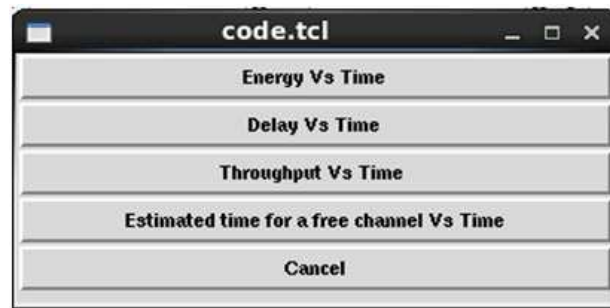 code.tcl
Energy Vs Time
Delay Vs Time
Throughput Vs Time
Estimated time for a free channel Vs Time
Cancel